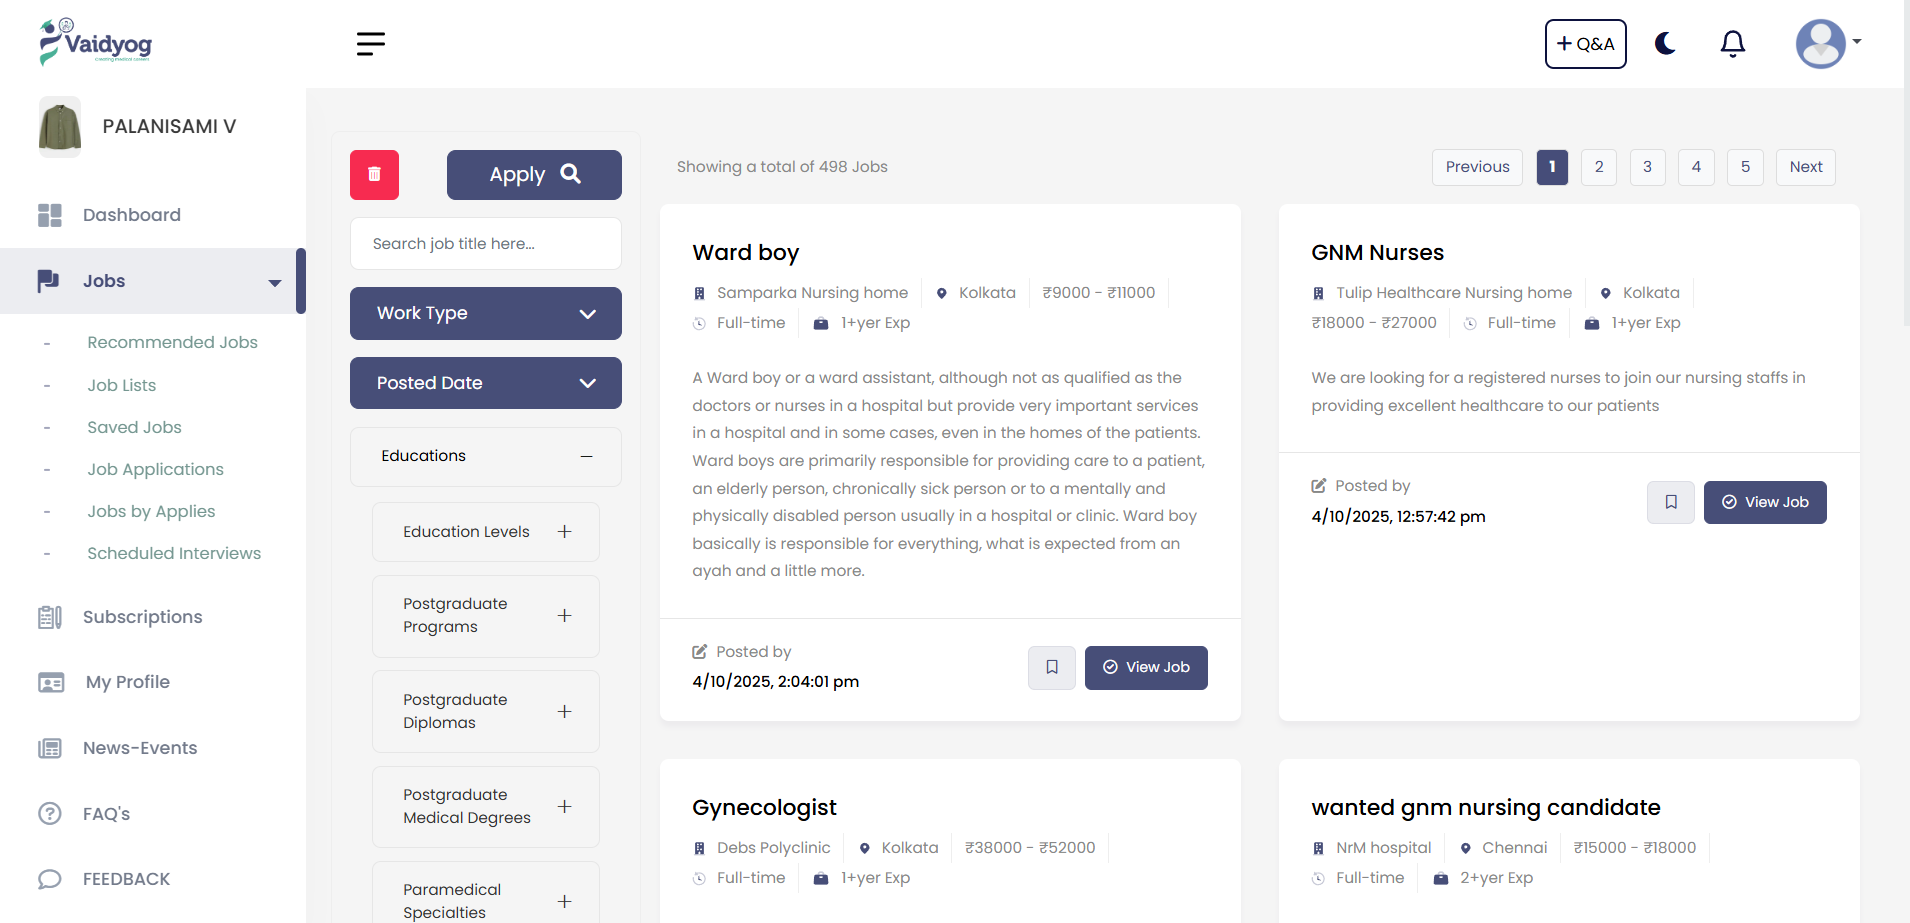 Vaidyog
Creating medical careers
+ Q&A
PALANISAMI V
Dashboard
Jobs
- Recommended Jobs
- Job Lists
- Saved Jobs
- Job Applications
- Jobs by Applies
- Scheduled Interviews
Subscriptions
My Profile
News-Events
FAQ's
FEEDBACK
Apply
Search job title here...
Work Type
Posted Date
Educations
Education Levels
Postgraduate
Programs
Postgraduate
Diplomas
Postgraduate
Medical Degrees
Paramedical
Specialties
Showing a total of 498 Jobs
Previous 1 2 3 4 5 Next
Ward boy
Samparka Nursing home Kolkata ₹9000 - ₹11000
Full-time 1+yer Exp
A Ward boy or a ward assistant, although not as qualified as the
doctors or nurses in a hospital but provide very important services
in a hospital and in some cases, even in the homes of the patients.
Ward boys are primarily responsible for providing care to a patient,
an elderly person, chronically sick person or to a mentally and
physically disabled person usually in a hospital or clinic. Ward boy
basically is responsible for everything, what is expected from an
ayah and a little more.
Posted by
4/10/2025, 2:04:01 pm
View Job
GNM Nurses
Tulip Healthcare Nursing home Kolkata
₹18000 - ₹27000 Full-time 1+yer Exp
We are looking for a registered nurses to join our nursing staffs in
providing excellent healthcare to our patients
Posted by
4/10/2025, 12:57:42 pm
View Job
Gynecologist
Debs Polyclinic Kolkata ₹38000 - ₹52000
Full-time 1+yer Exp
wanted gnm nursing candidate
NrM hospital Chennai ₹15000 - ₹18000
Full-time 2+yer Exp